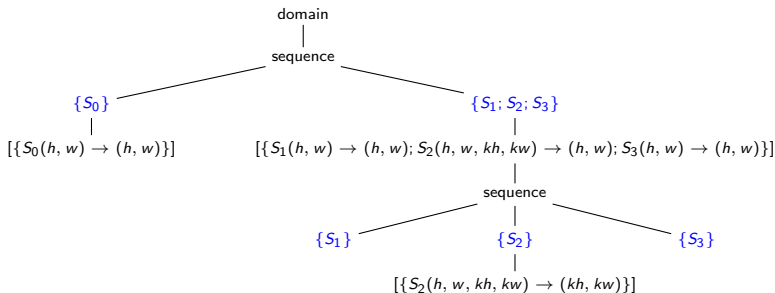 domain
sequence
{S₀} {S₁; S₂; S₃}
[{S₀(h, w) → (h, w)}] [{S₁(h, w) → (h, w); S₂(h, w, kh, kw) → (h, w); S₃(h, w) → (h, w)}]
sequence
{S₁} {S₂} {S₃}
[{S₂(h, w, kh, kw) → (kh, kw)}]